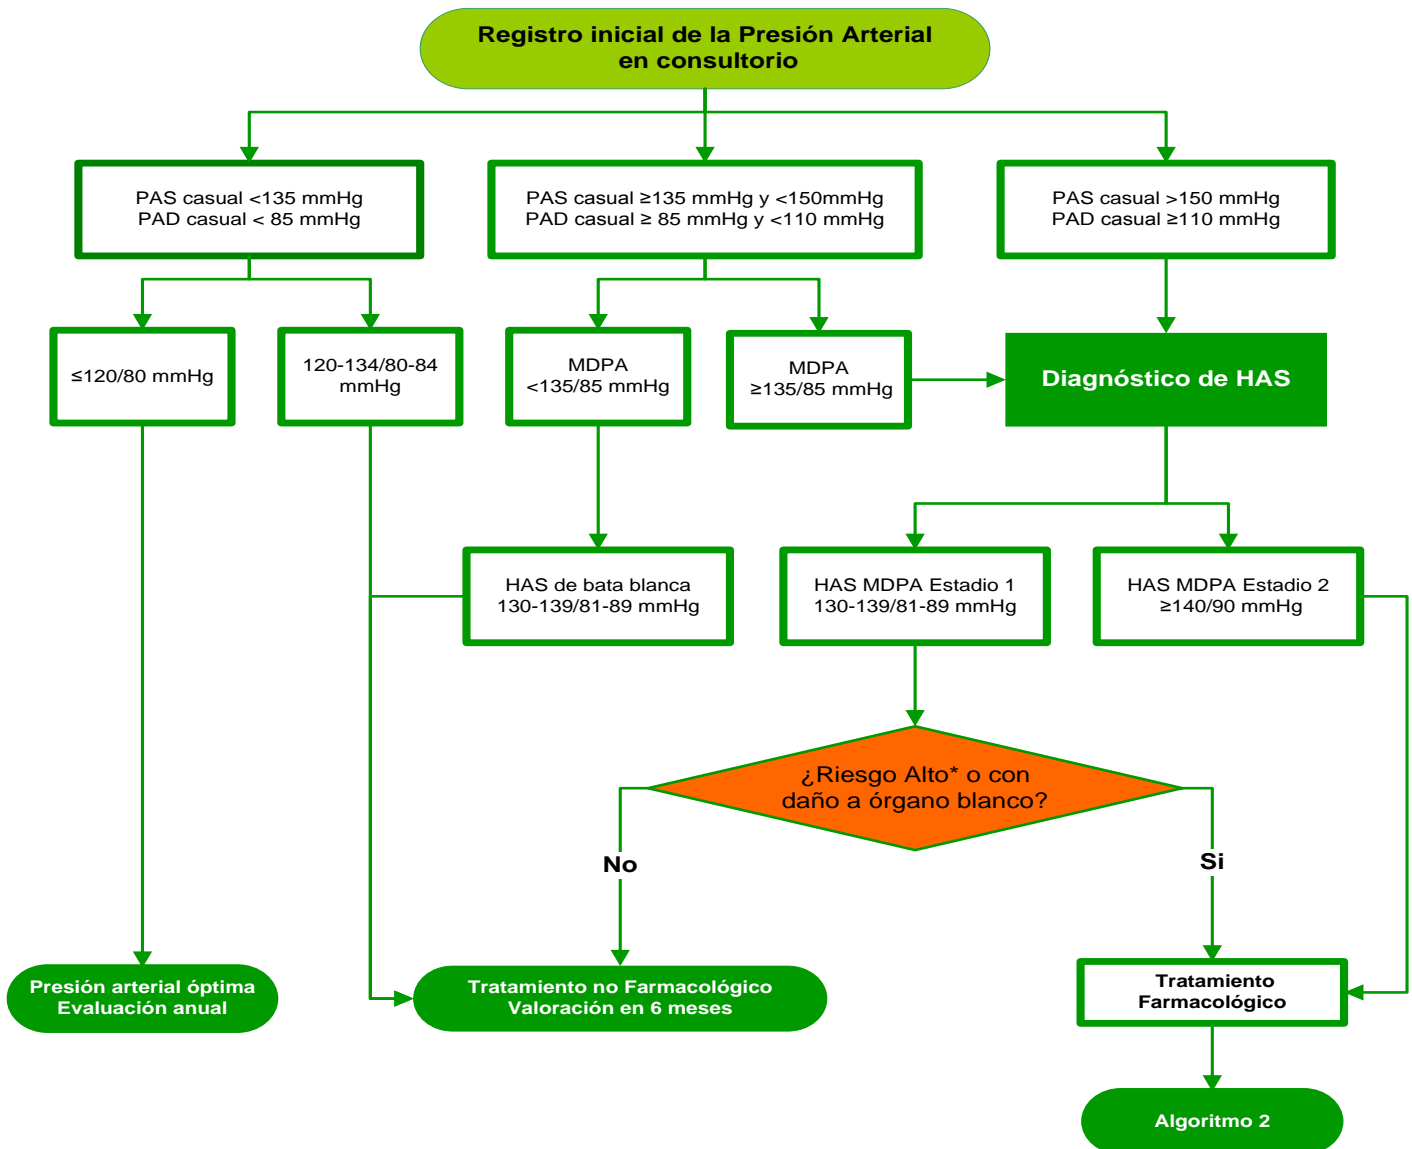 Registro inicial de la Presión Arterial
en consultorio
PAS casual <135 mmHg
PAD casual < 85 mmHg
PAS casual ≥135 mmHg y <150mmHg
PAD casual ≥ 85 mmHg y <110 mmHg
PAS casual >150 mmHg
PAD casual ≥110 mmHg
≤120/80 mmHg
120-134/80-84
mmHg
MDPA
<135/85 mmHg
MDPA
≥135/85 mmHg
Diagnóstico de HAS
HAS de bata blanca
130-139/81-89 mmHg
HAS MDPA Estadio 1
130-139/81-89 mmHg
HAS MDPA Estadio 2
≥140/90 mmHg
¿Riesgo Alto* o con
daño a órgano blanco?
No
Si
Presión arterial óptima
Evaluación anual
Tratamiento no Farmacológico
Valoración en 6 meses
Tratamiento
Farmacológico
Algoritmo 2